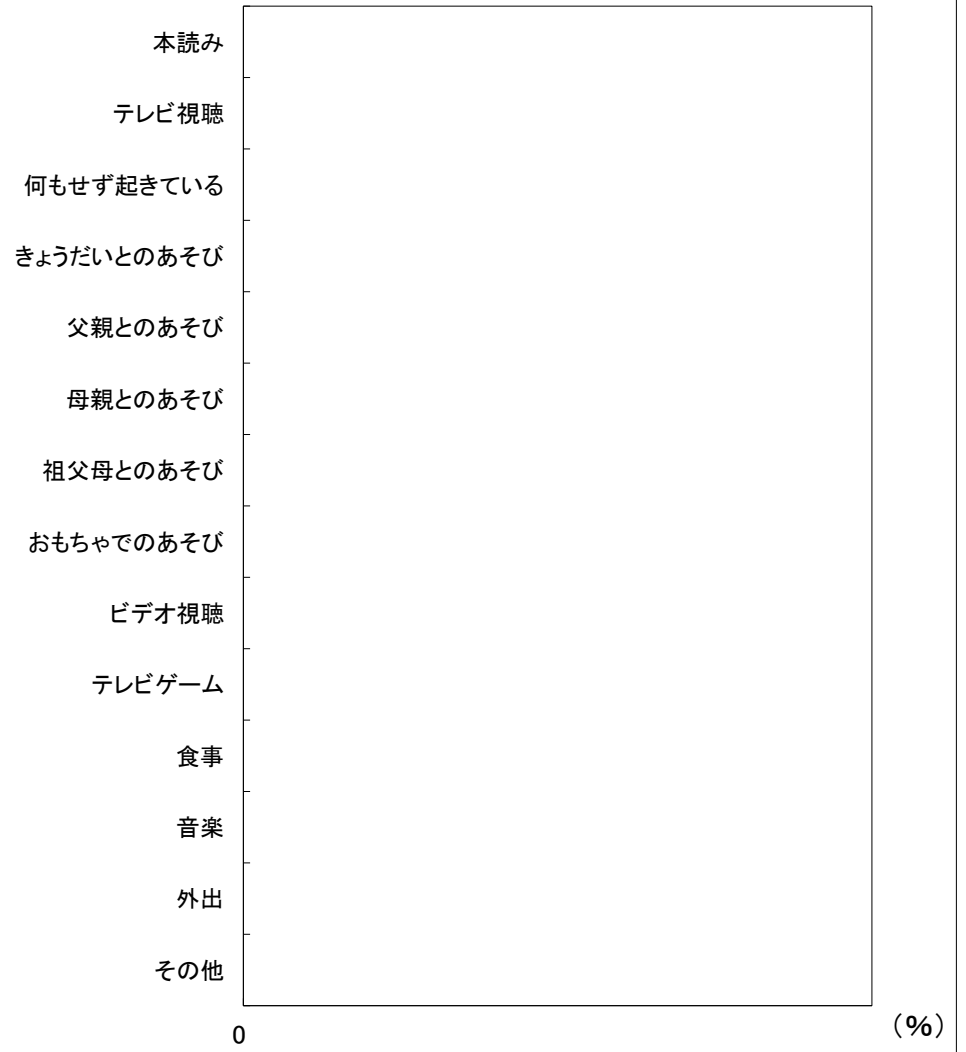 本読み
テレビ視聴
何もせず起きている
きょうだいとのあそび
父親とのあそび
母親とのあそび
祖父母とのあそび
おもちゃでのあそび
ビデオ視聴
テレビゲーム
食事
音楽
外出
その他
0
（%）